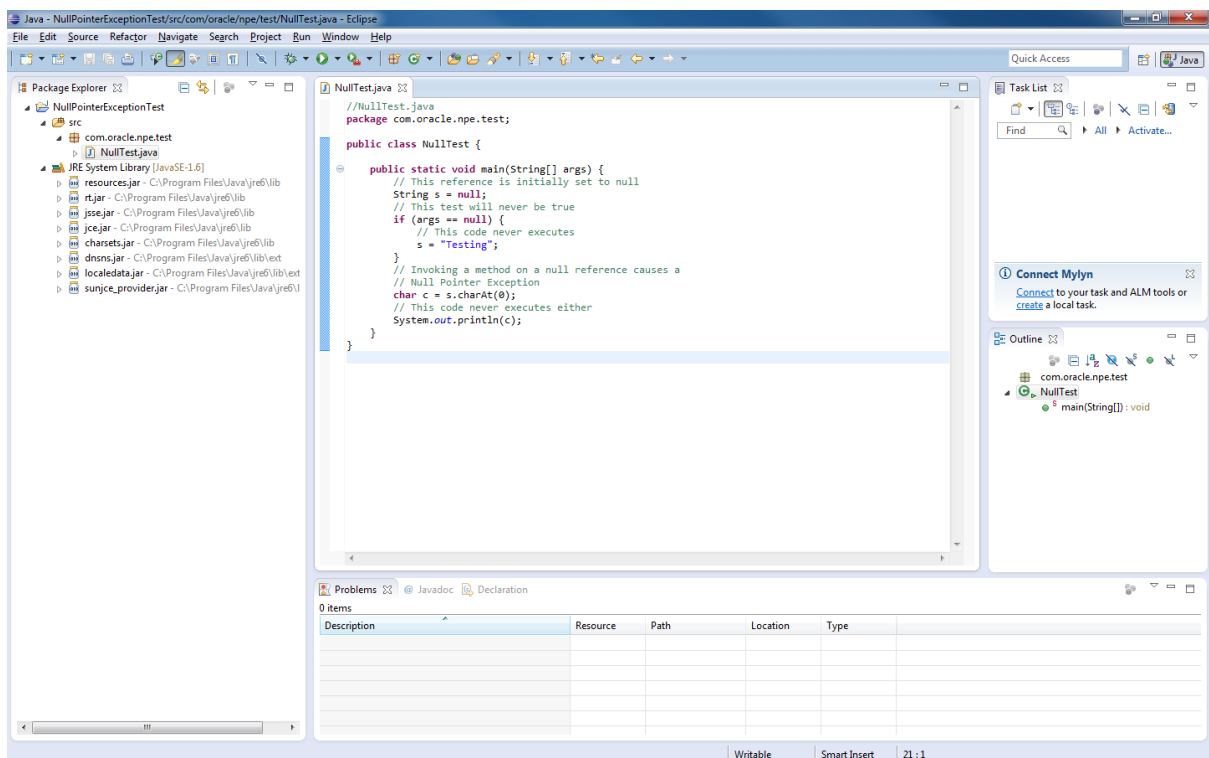 Java - NullPointerExceptionTest/src/com/oracle/npe/test/NullTest.java - Eclipse
File Edit Source Refactor Navigate Search Project Run Window Help
Quick Access
Java
Package Explorer
NullPointerExceptionTest
src
com.oracle.npe.test
NullTest.java
JRE System Library [JavaSE-1.6]
resources.jar - C:\Program Files\Java\jre6\lib
rt.jar - C:\Program Files\Java\jre6\lib
jsse.jar - C:\Program Files\Java\jre6\lib
jce.jar - C:\Program Files\Java\jre6\lib
charsets.jar - C:\Program Files\Java\jre6\lib
dnsns.jar - C:\Program Files\Java\jre6\lib\ext
localedata.jar - C:\Program Files\Java\jre6\lib\ext
sunjce_provider.jar - C:\Program Files\Java\jre6\l
NullTest.java
//NullTest.java
package com.oracle.npe.test;
public class NullTest {
public static void main(String[] args) {
// This reference is initially set to null
String s = null;
// This test will never be true
if (args == null) {
// This code never executes
s = "Testing";
}
// Invoking a method on a null reference causes a
// Null Pointer Exception
char c = s.charAt(0);
// This code never executes either
System.out.println(c);
}
}
Task List
Find All Activate...
Connect Mylyn
Connect to your task and ALM tools or
create a local task.
Outline
com.oracle.npe.test
NullTest
main(String[]) : void
Problems @ Javadoc Declaration
0 items
Description Resource Path Location Type
Writable Smart Insert 21 : 1